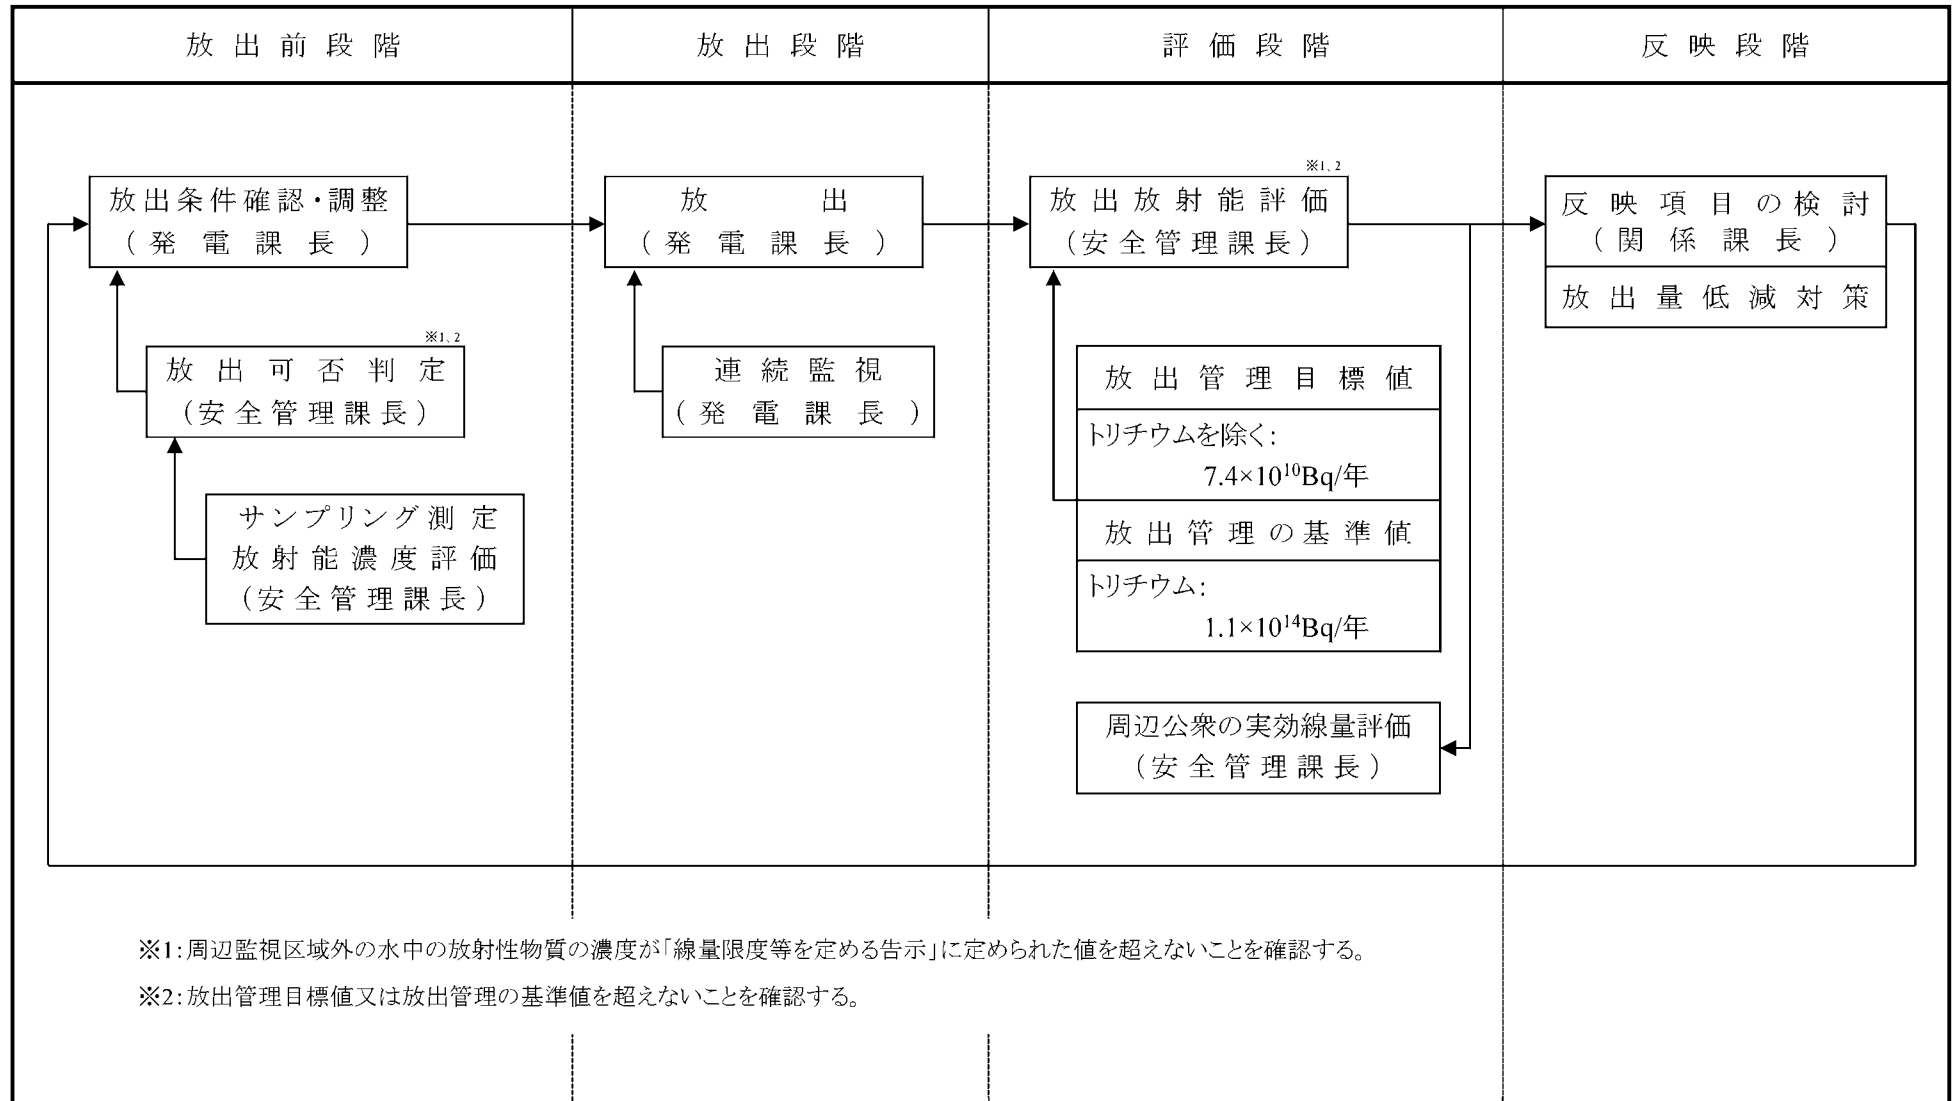 放出前段階
放出段階
評価段階
反映段階
放出条件確認・調整
(発電課長)
※1、2
放出可否判定
(安全管理課長)
サンプリング測定
放射能濃度評価
(安全管理課長)
放出
(発電課長)
連続監視
(発電課長)
※1、2
放出放射能評価
(安全管理課長)
放出管理目標値
トリチウムを除く:
7.4×10¹⁰Bq/年
放出管理の基準値
トリチウム:
1.1×10¹⁴Bq/年
周辺公衆の実効線量評価
(安全管理課長)
反映項目の検討
(関係課長)
放出量低減対策
※1:周辺監視区域外の水中の放射性物質の濃度が「線量限度等を定める告示」に定められた値を超えないことを確認する。
※2:放出管理目標値又は放出管理の基準値を超えないことを確認する。